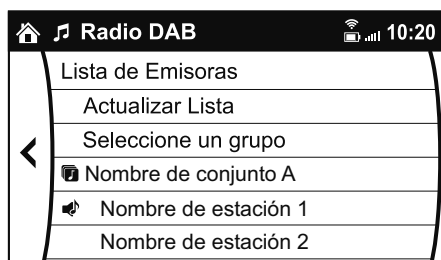 Radio DAB 10:20
Lista de Emisoras
Actualizar Lista
Seleccione un grupo
Nombre de conjunto A
Nombre de estación 1
Nombre de estación 2